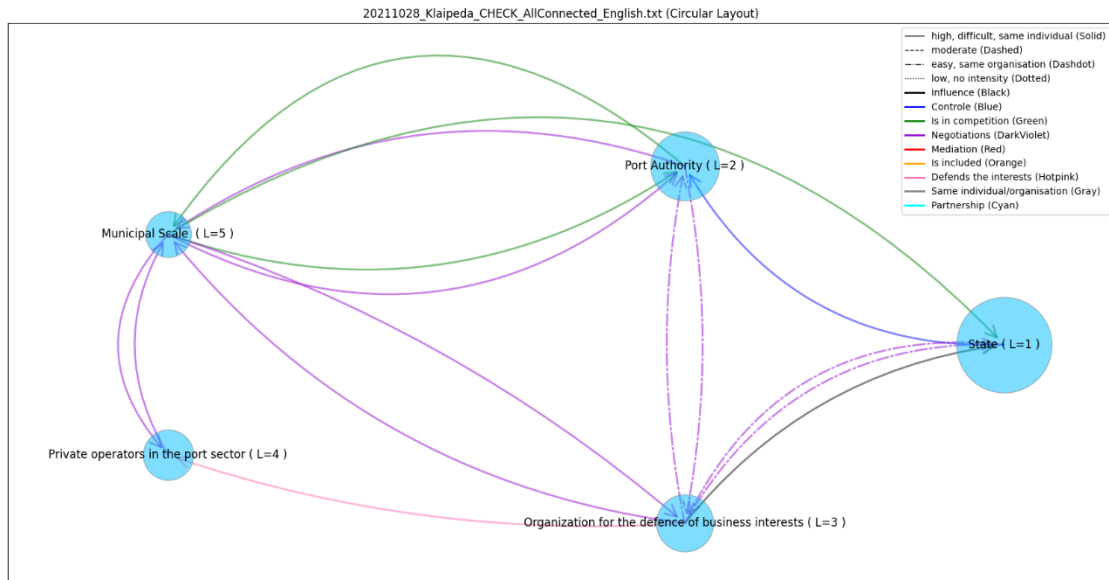 20211028_Klaipeda_CHECK_AllConnected_English.txt (Circular Layout)
high, difficult, same individual (Solid)
moderate (Dashed)
easy, same organisation (Dashdot)
low, no intensity (Dotted)
Influence (Black)
Controle (Blue)
Is in competition (Green)
Negotiations (DarkViolet)
Mediation (Red)
Is included (Orange)
Defends the interests (Hotpink)
Same individual/organisation (Gray)
Partnership (Cyan)
Port Authority ( L=2 )
Municipal Scale ( L=5 )
State ( L=1 )
Private operators in the port sector ( L=4 )
Organization for the defence of business interests ( L=3 )